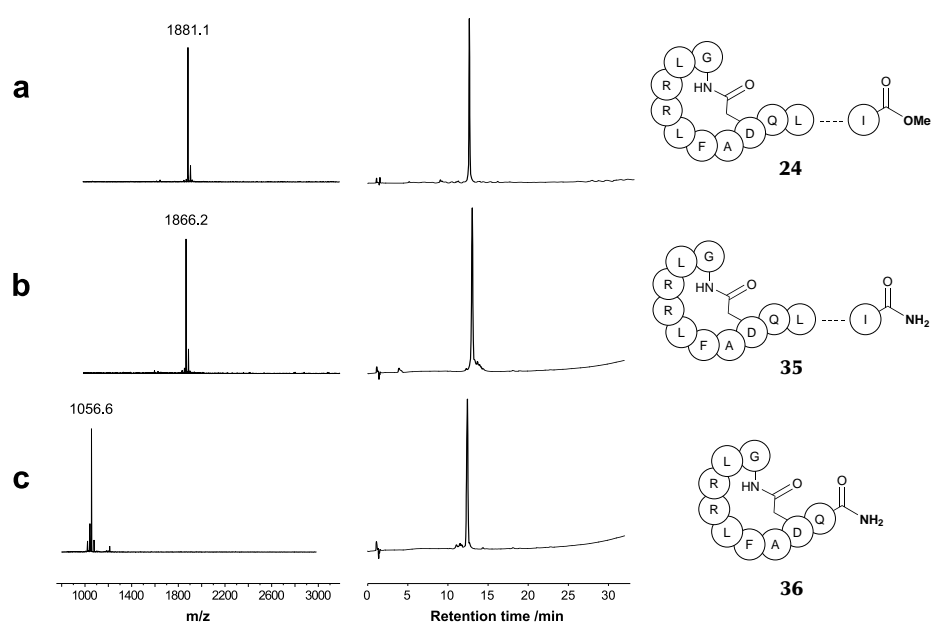 a
1881.1
L G
R HN O
R
L F A D Q L I O
OMe
24
b
1866.2
L G
R HN O
R
L F A D Q L I O
NH2
35
c
1056.6
L G
R HN O
R
L F A D Q O
NH2
36
1000 1400 1800 2200 2600 3000
m/z
0 5 10 15 20 25 30
Retention time /min